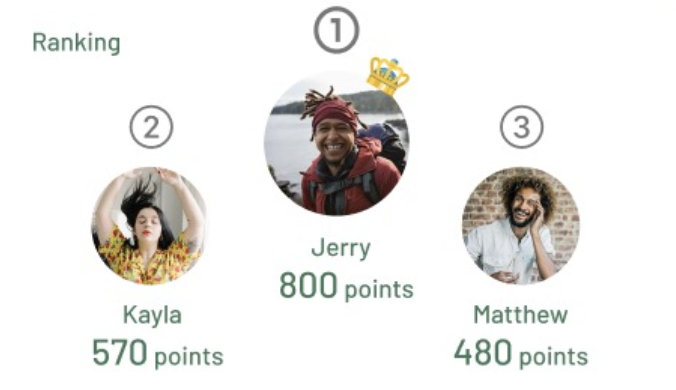 Ranking
1
Jerry
800 points
2
Kayla
570 points
3
Matthew
480 points